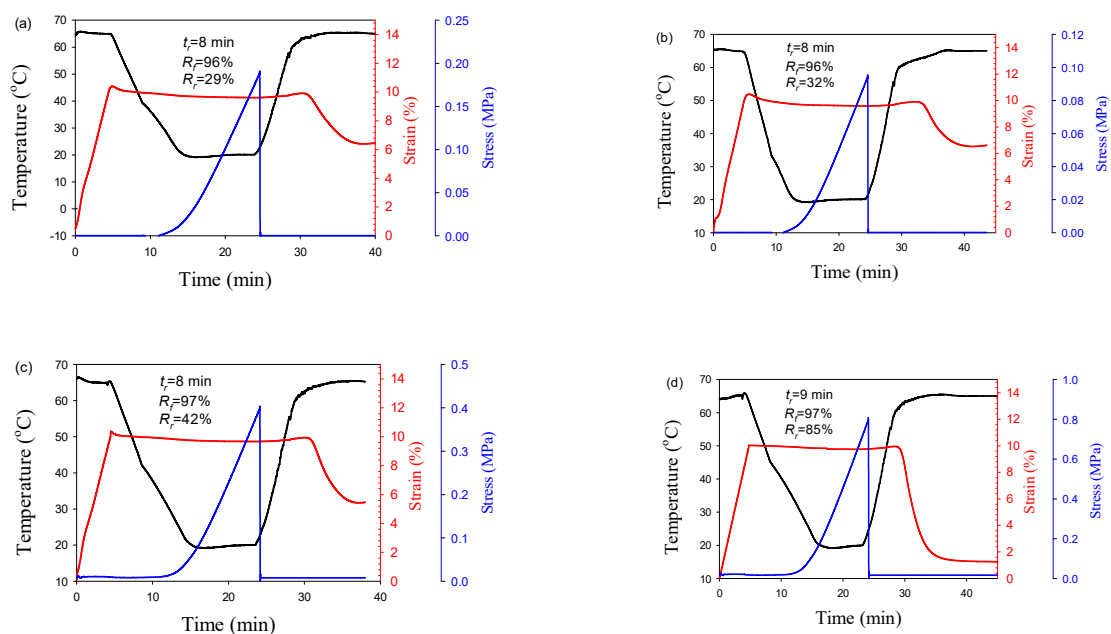 (a)
t_r=8 min
R_f=96%
R_r=29%
Temperature (°C)
70
60
50
40
30
20
10
0
-10
0 10 20 30 40
Time (min)
14
12
10
8
6
4
2
0
Strain (%)
0.25
0.20
0.15
0.10
0.05
0.00
Stress (MPa)
(b)
t_r=8 min
R_f=96%
R_r=32%
Temperature (°C)
70
60
50
40
30
20
10
0 10 20 30 40
Time (min)
14
12
10
8
6
4
2
0
Strain (%)
0.12
0.10
0.08
0.06
0.04
0.02
0.00
Stress (MPa)
(c)
t_r=8 min
R_f=97%
R_r=42%
Temperature (°C)
70
60
50
40
30
20
10
0 10 20 30 40
Time (min)
14
12
10
8
6
4
2
0
Strain (%)
0.5
0.4
0.3
0.2
0.1
0.0
Stress (MPa)
(d)
t_r=9 min
R_f=97%
R_r=85%
Temperature (°C)
70
60
50
40
30
20
10
0 10 20 30 40
Time (min)
14
12
10
8
6
4
2
0
Strain (%)
1.0
0.8
0.6
0.4
0.2
0.0
Stress (MPa)